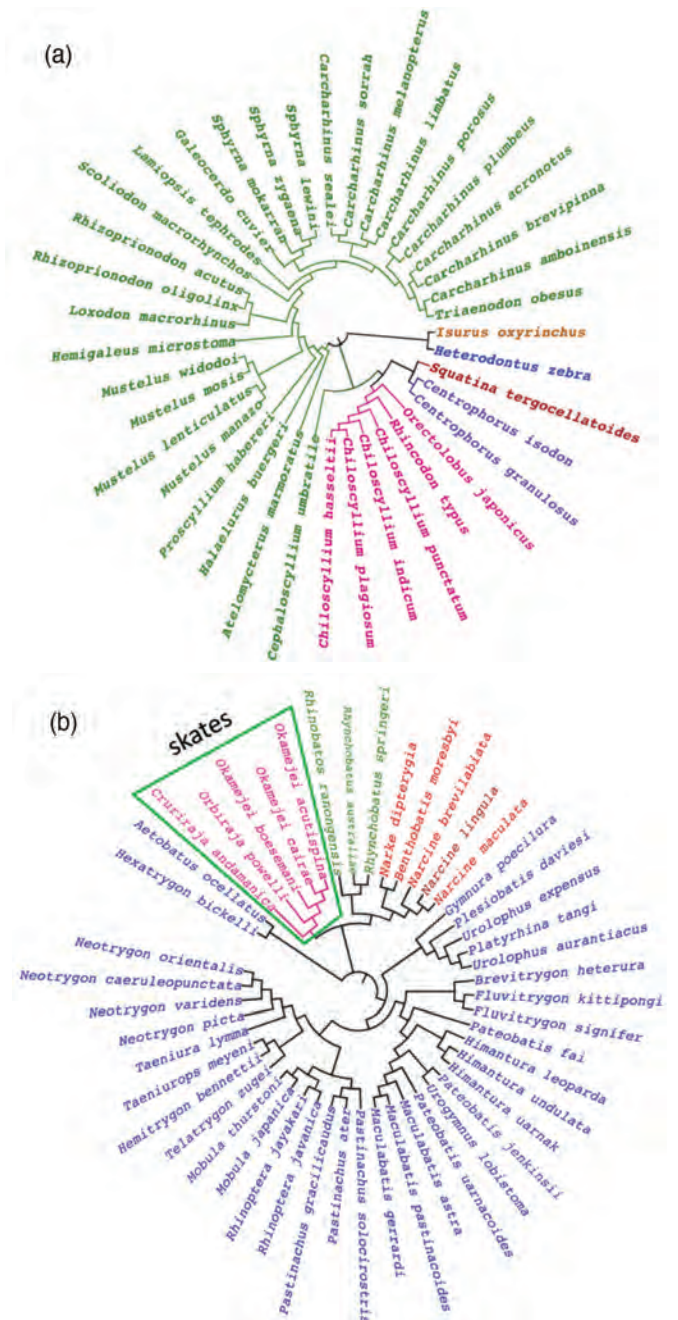 (a)
Scoliodon macrorhynchos
Lamiopsis tephrodes
Galeocerdo cuvier
Sphyrna mokarran
Sphyrna zygaena
Sphyrna lewini
Carcharhinus sealei
Carcharhinus sorrah
Carcharhinus melanopterus
Carcharhinus limbatus
Carcharhinus porosus
Carcharhinus plumbeus
Carcharhinus acronotus
Carcharhinus brevipinna
Carcharhinus amboinensis
Triaenodon obesus
Isurus oxyrinchus
Heterodontus zebra
Squatina tergocellatoides
Centrophorus isodon
Centrophorus granulosus
Orectolobus japonicus
Rhincodon typus
Chiloscyllium punctatum
Chiloscyllium indicum
Chiloscyllium plagiosum
Chiloscyllium hasseltii
Cephaloscyllium umbratile
Atelomycterus marmoratus
Halaelurus buergeri
Proscyllium habereri
Mustelus manazo
Mustelus lenticulatus
Mustelus mosis
Mustelus widodoi
Hemigaleus microstoma
Loxodon macrorhinus
Rhizoprionodon oligolinx
Rhizoprionodon acutus
(b)
skates
Cruriraja andamanica
Orbiraja powelli
Okamejei boesemani
Okamejei cairae
Okamejei acutispina
Rhinobatos ranongensis
Rhynchobatus australiae
Rhynchobatus springeri
Narke dipterygia
Benthobatis moresbyi
Narcine brevilabiata
Narcine lingula
Narcine maculata
Gymnura poecilura
Plesiobatis daviesi
Urolophus expensus
Platyrhina tangi
Urolophus aurantiacus
Brevitrygon heterura
Fluvitrygon kittipongi
Fluvitrygon signifer
Pateobatis fai
Himantura leoparda
Himantura undulata
Himantura uarnak
Pateobatis jenkinsii
Urogymnus lobistoma
Pateobatis uarnacoides
Maculabatis astra
Maculabatis pastinacoides
Maculabatis gerrardi
Pastinachus solocirostris
Pastinachus ater
Pastinachus gracilicaudus
Rhinoptera javanica
Rhinoptera jayakari
Mobula japanica
Mobula thurstoni
Telatrygon zugei
Hemitrygon bennettii
Taeniurops meyeni
Taeniura lymma
Neotrygon picta
Neotrygon varidens
Neotrygon caeruleopunctata
Neotrygon orientalis
Hexatrygon bickelli
Aetobatus ocellatus